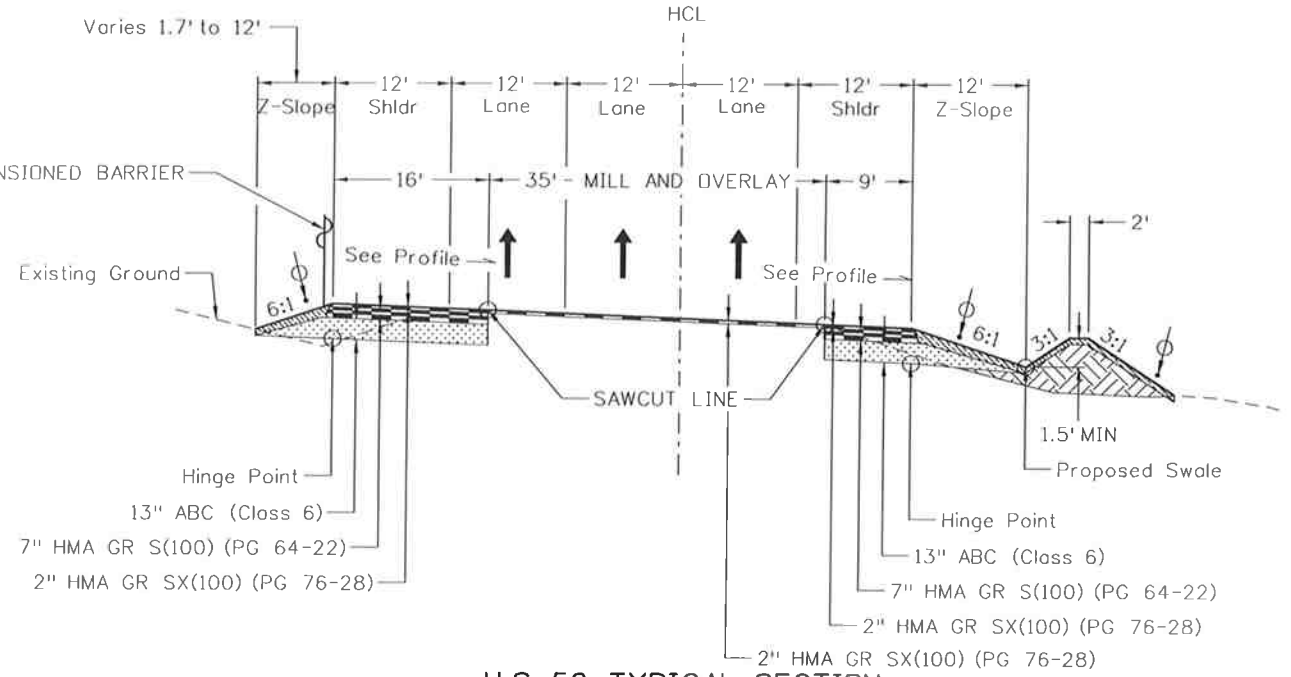 HCL
Varies 1.7' to 12'
12' 12' 12' 12' 12' 12'
Z-Slope Shldr Lane Lane Lane Shldr Z-Slope
NSIONED BARRIER
16' 35' - MILL AND OVERLAY 9'
2'
See Profile
See Profile
Existing Ground
6:1
6:1
3:1
3:1
SAWCUT LINE
1.5' MIN
Proposed Swale
Hinge Point
13" ABC (Class 6)
7" HMA GR S(100) (PG 64-22)
2" HMA GR SX(100) (PG 76-28)
Hinge Point
13" ABC (Class 6)
7" HMA GR S(100) (PG 64-22)
2" HMA GR SX(100) (PG 76-28)
2" HMA GR SX(100) (PG 76-28)
TYPICAL SECTION